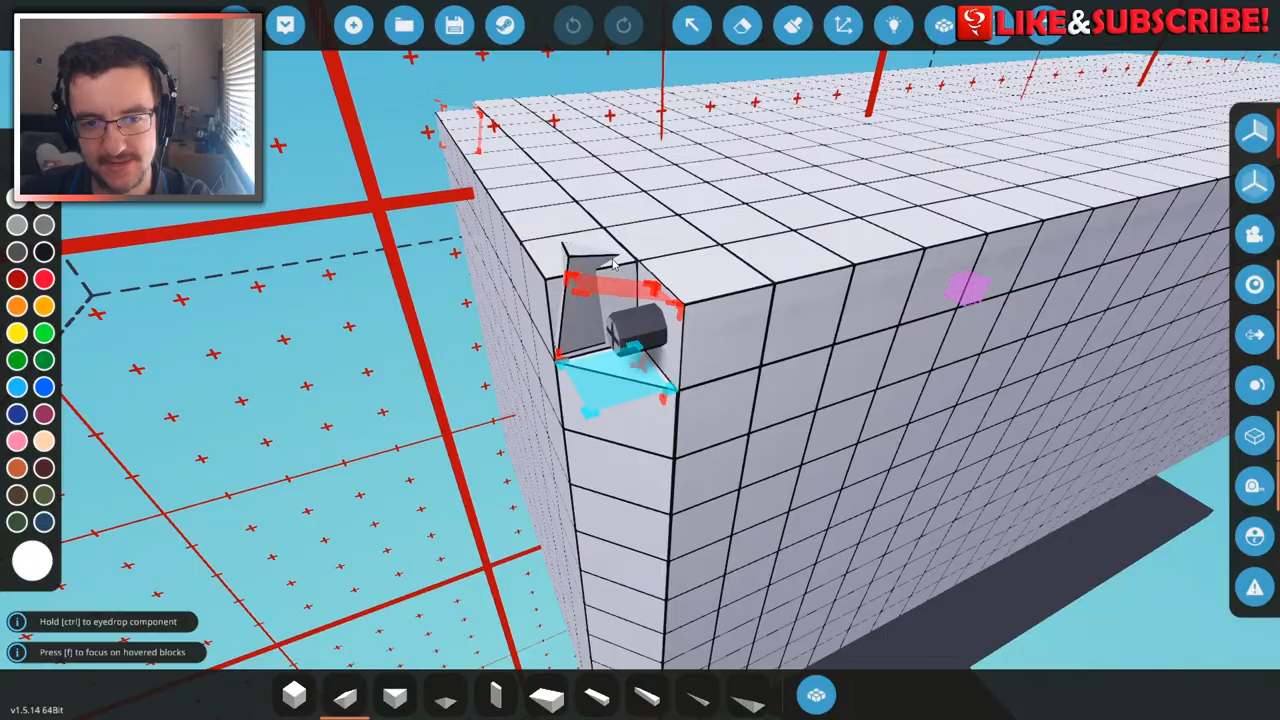 LIKE&SUBSCRIBE!
Hold [ctrl] to eyedrop component
Press [f] to focus on hovered blocks
v1.5.14 64Bit